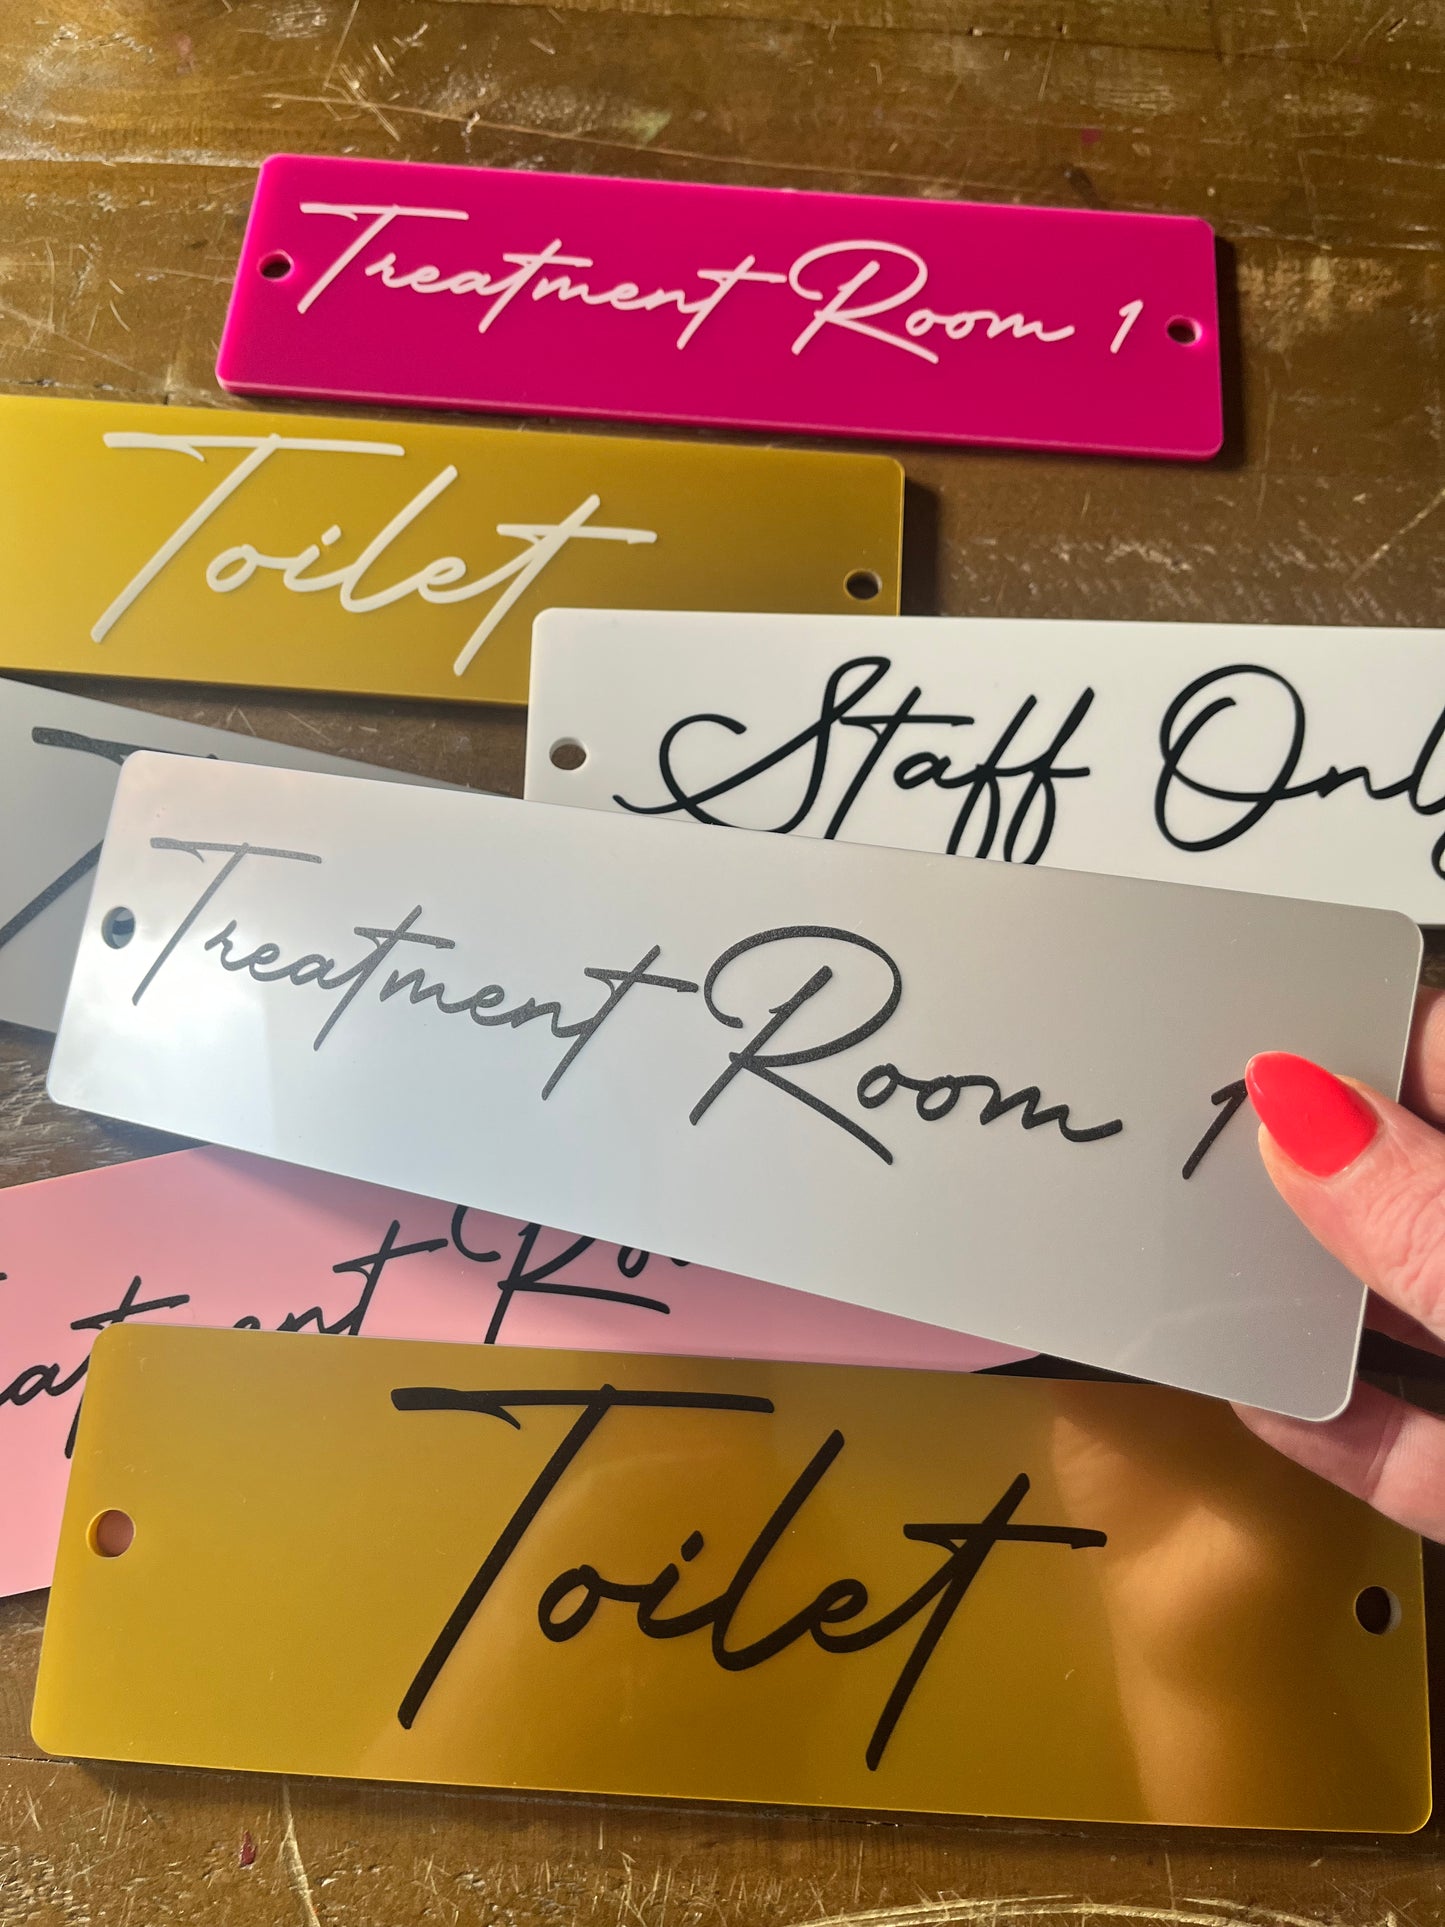 Treatment Room 1
Toilet
Staff Only
T
Treatment Room 1
Toilet